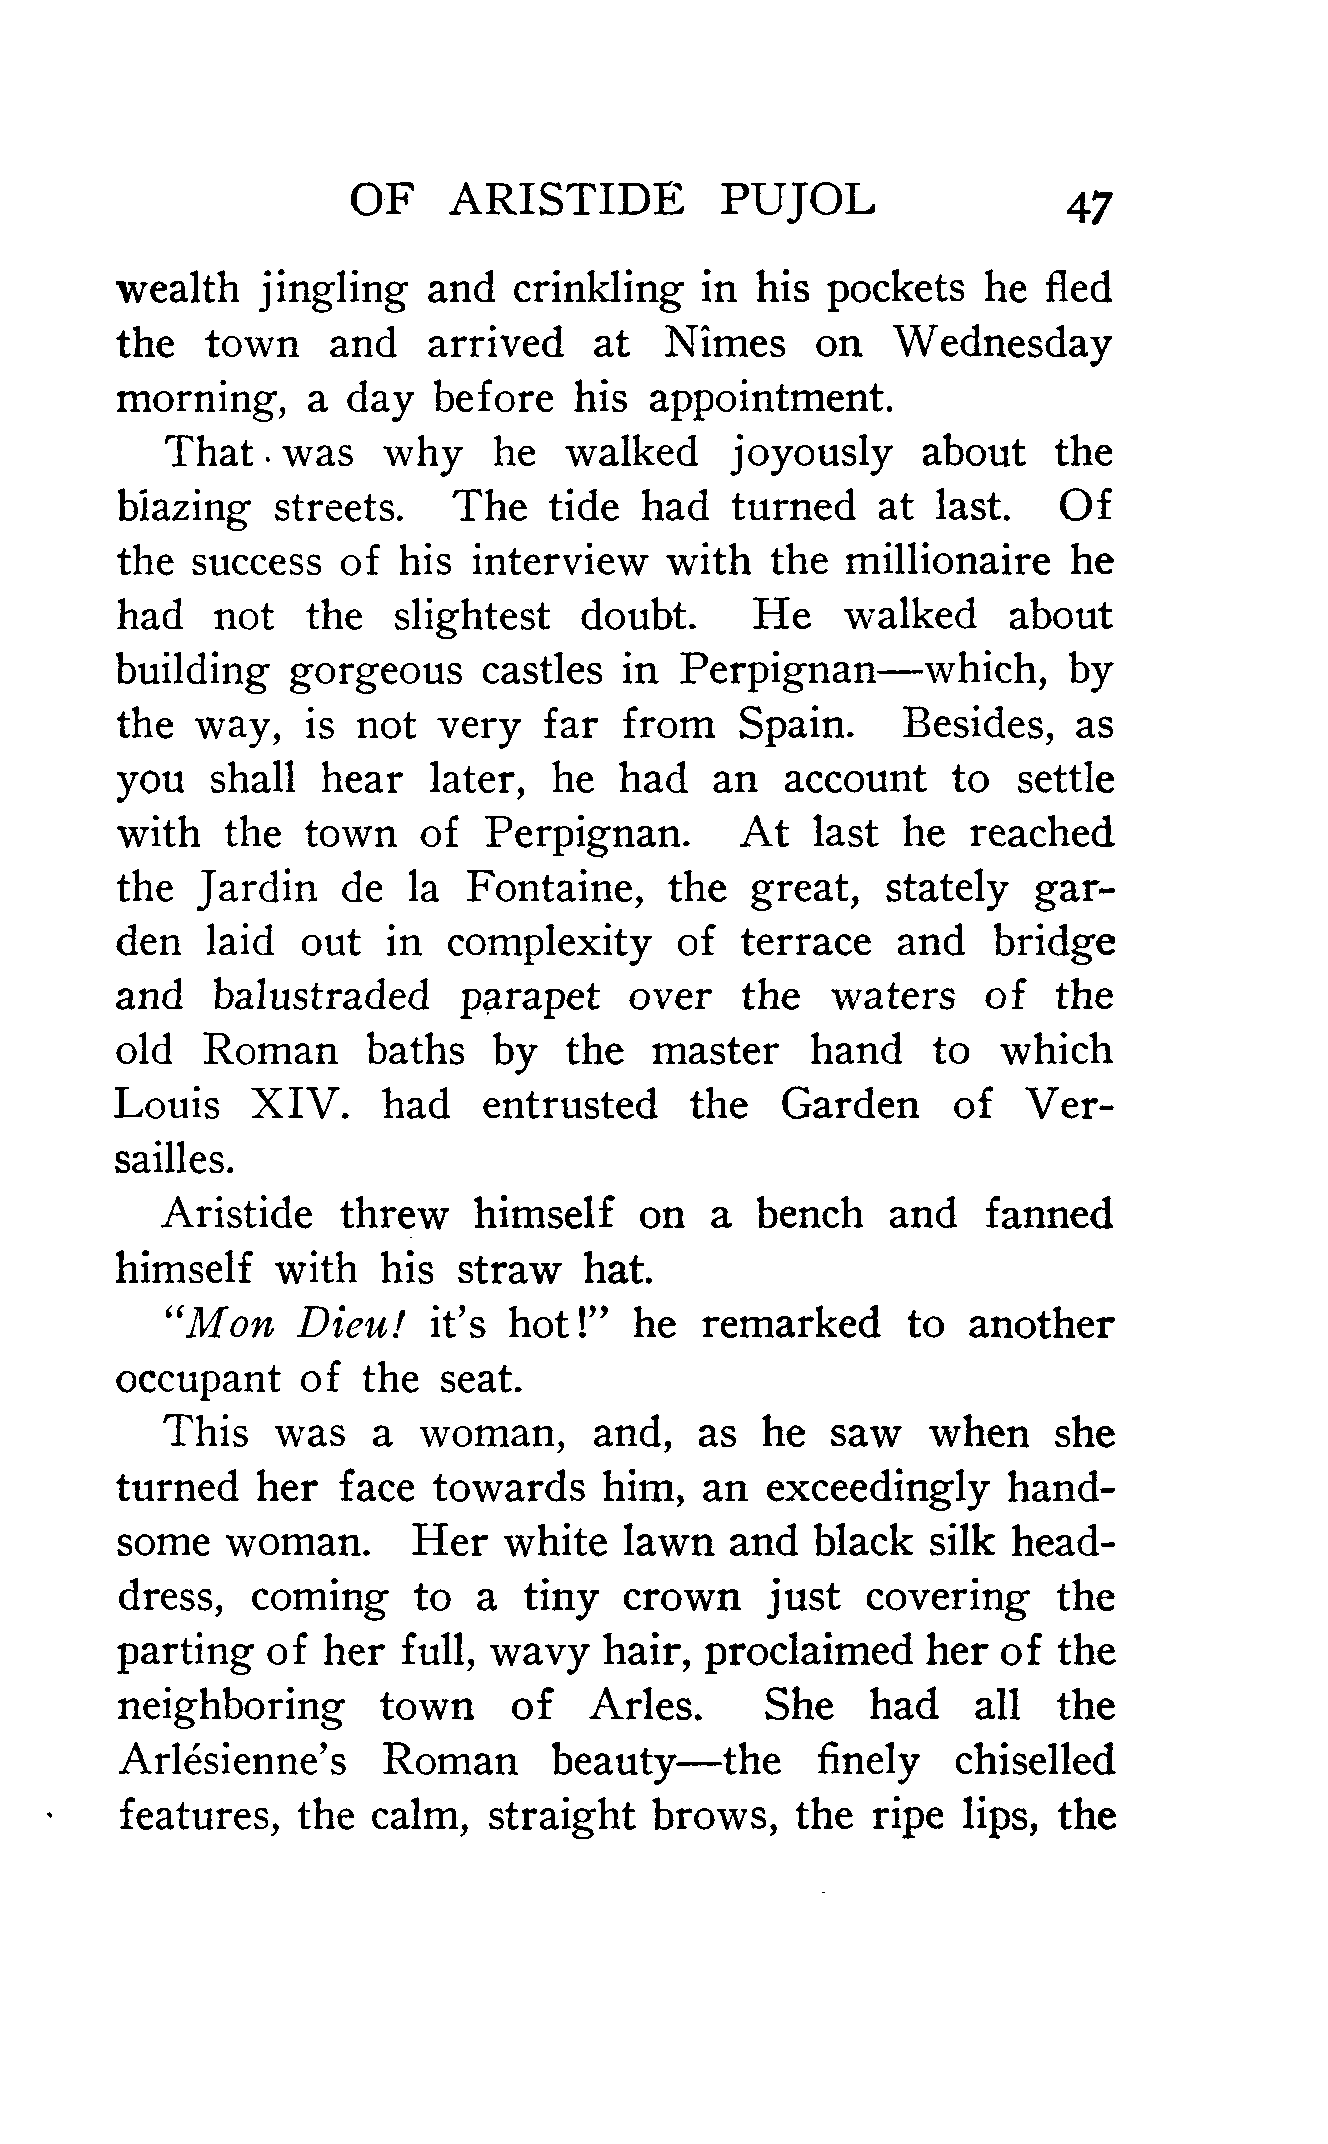 OF ARISTIDE PUJOL 47
wealth jingling and crinkling in his pockets he fled
the town and arrived at Nîmes on Wednesday
morning, a day before his appointment.
That was why he walked joyously about the
blazing streets. The tide had turned at last. Of
the success of his interview with the millionaire he
had not the slightest doubt. He walked about
building gorgeous castles in Perpignan—which, by
the way, is not very far from Spain. Besides, as
you shall hear later, he had an account to settle
with the town of Perpignan. At last he reached
the Jardin de la Fontaine, the great, stately gar-
den laid out in complexity of terrace and bridge
and balustraded parapet over the waters of the
old Roman baths by the master hand to which
Louis XIV. had entrusted the Garden of Ver-
sailles.
Aristide threw himself on a bench and fanned
himself with his straw hat.
"Mon Dieu! it's hot!" he remarked to another
occupant of the seat.
This was a woman, and, as he saw when she
turned her face towards him, an exceedingly hand-
some woman. Her white lawn and black silk head-
dress, coming to a tiny crown just covering the
parting of her full, wavy hair, proclaimed her of the
neighboring town of Arles. She had all the
Arlésienne's Roman beauty—the finely chiselled
features, the calm, straight brows, the ripe lips, the